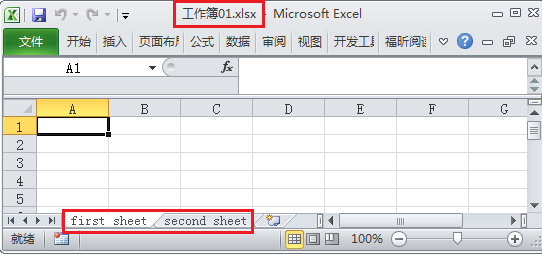 工作簿01.xlsx - Microsoft Excel
文件 开始 插入 页面布局 公式 数据 审阅 视图 开发工具 福昕阅读
A1 fx
A B C D E F G
1
2
3
4
5
first sheet second sheet
就绪 100%